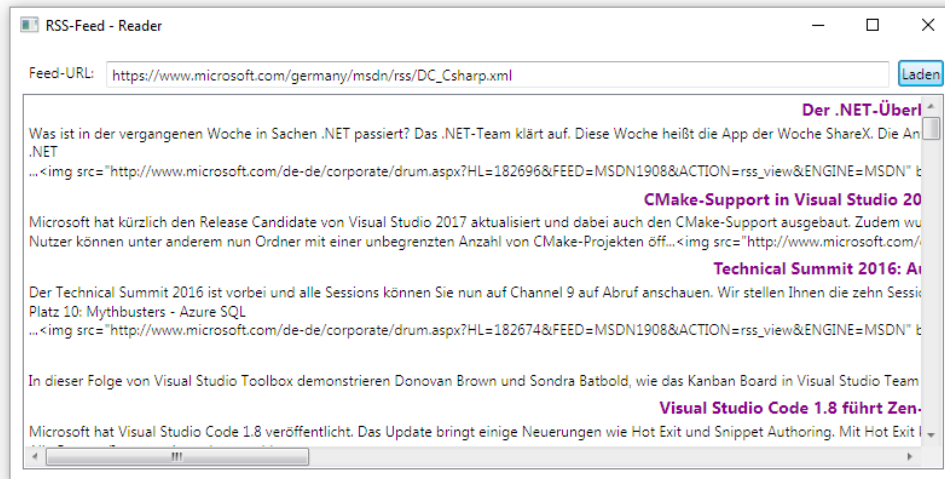 RSS-Feed - Reader
Feed-URL: https://www.microsoft.com/germany/msdn/rss/DC_Csharp.xml Laden
Der .NET-Überl
Was ist in der vergangenen Woche in Sachen .NET passiert? Das .NET-Team klärt auf. Diese Woche heißt die App der Woche ShareX. Die An
.NET
...<img src="http://www.microsoft.com/de-de/corporate/drum.aspx?HL=182696&FEED=MSDN1908&ACTION=rss_view&ENGINE=MSDN" b
CMake-Support in Visual Studio 20
Microsoft hat kürzlich den Release Candidate von Visual Studio 2017 aktualisiert und dabei auch den CMake-Support ausgebaut. Zudem wu
Nutzer können unter anderem nun Ordner mit einer unbegrenzten Anzahl von CMake-Projekten öff...<img src="http://www.microsoft.com/
Technical Summit 2016: Au
Der Technical Summit 2016 ist vorbei und alle Sessions können Sie nun auf Channel 9 auf Abruf anschauen. Wir stellen Ihnen die zehn Sessic
Platz 10: Mythbusters - Azure SQL
...<img src="http://www.microsoft.com/de-de/corporate/drum.aspx?HL=182674&FEED=MSDN1908&ACTION=rss_view&ENGINE=MSDN" b
In dieser Folge von Visual Studio Toolbox demonstrieren Donovan Brown und Sondra Batbold, wie das Kanban Board in Visual Studio Team
Visual Studio Code 1.8 führt Zen-
Microsoft hat Visual Studio Code 1.8 veröffentlicht. Das Update bringt einige Neuerungen wie Hot Exit und Snippet Authoring. Mit Hot Exit